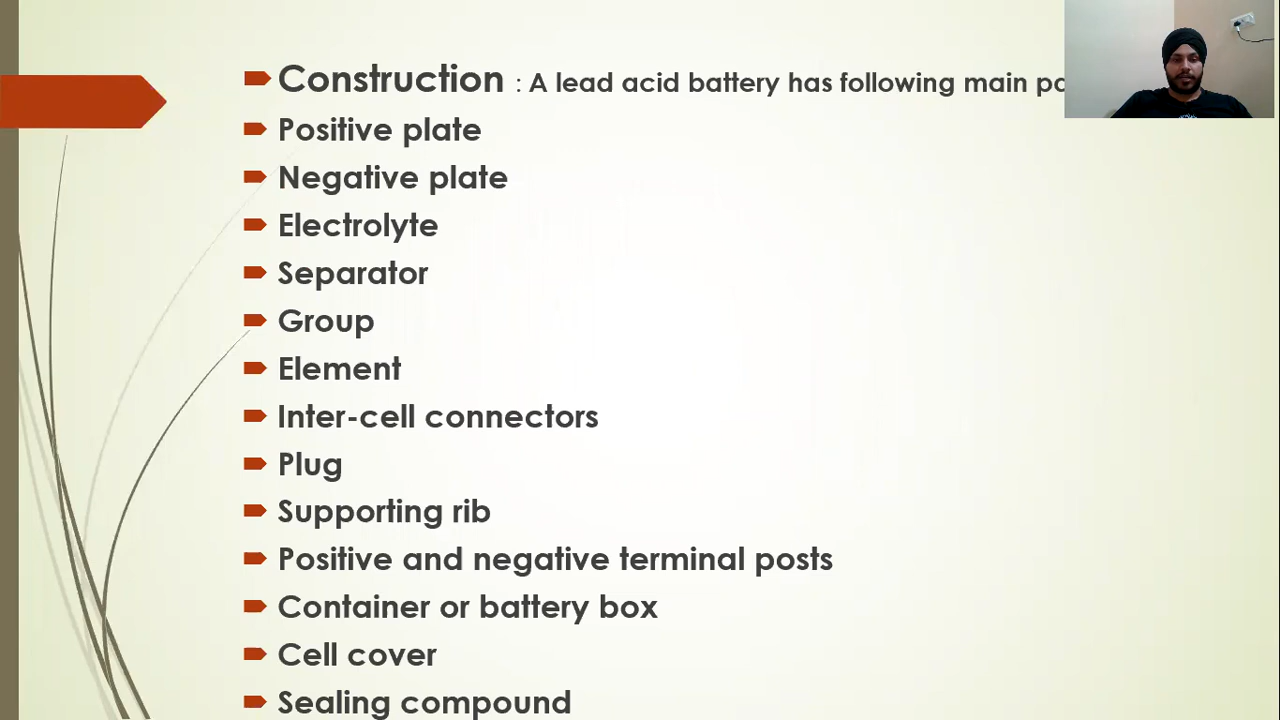 Construction : A lead acid battery has following main
Positive plate
Negative plate
Electrolyte
Separator
Group
Element
Inter-cell connectors
Plug
Supporting rib
Positive and negative terminal posts
Container or battery box
Cell cover
Sealing compound